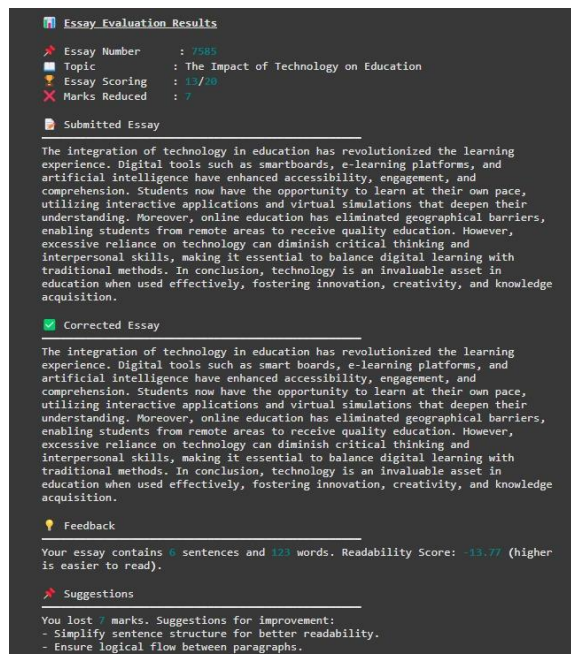 📊 Essay Evaluation Results
📌 Essay Number : 7585
📖 Topic : The Impact of Technology on Education
🏆 Essay Scoring : 13/20
❌ Marks Reduced : 7
📝 Submitted Essay
The integration of technology in education has revolutionized the learning
experience. Digital tools such as smartboards, e-learning platforms, and
artificial intelligence have enhanced accessibility, engagement, and
comprehension. Students now have the opportunity to learn at their own pace,
utilizing interactive applications and virtual simulations that deepen their
understanding. Moreover, online education has eliminated geographical barriers,
enabling students from remote areas to receive quality education. However,
excessive reliance on technology can diminish critical thinking and
interpersonal skills, making it essential to balance digital learning with
traditional methods. In conclusion, technology is an invaluable asset in
education when used effectively, fostering innovation, creativity, and knowledge
acquisition.
✅ Corrected Essay
The integration of technology in education has revolutionized the learning
experience. Digital tools such as smart boards, e-learning platforms, and
artificial intelligence have enhanced accessibility, engagement, and
comprehension. Students now have the opportunity to learn at their own pace,
utilizing interactive applications and virtual simulations that deepen their
understanding. Moreover, online education has eliminated geographical barriers,
enabling students from remote areas to receive quality education. However,
excessive reliance on technology can diminish critical thinking and
interpersonal skills, making it essential to balance digital learning with
traditional methods. In conclusion, technology is an invaluable asset in
education when used effectively, fostering innovation, creativity, and knowledge
acquisition.
💡 Feedback
Your essay contains 6 sentences and 123 words. Readability Score: -13.77 (higher
is easier to read).
📌 Suggestions
You lost 7 marks. Suggestions for improvement:
- Simplify sentence structure for better readability.
- Ensure logical flow between paragraphs.